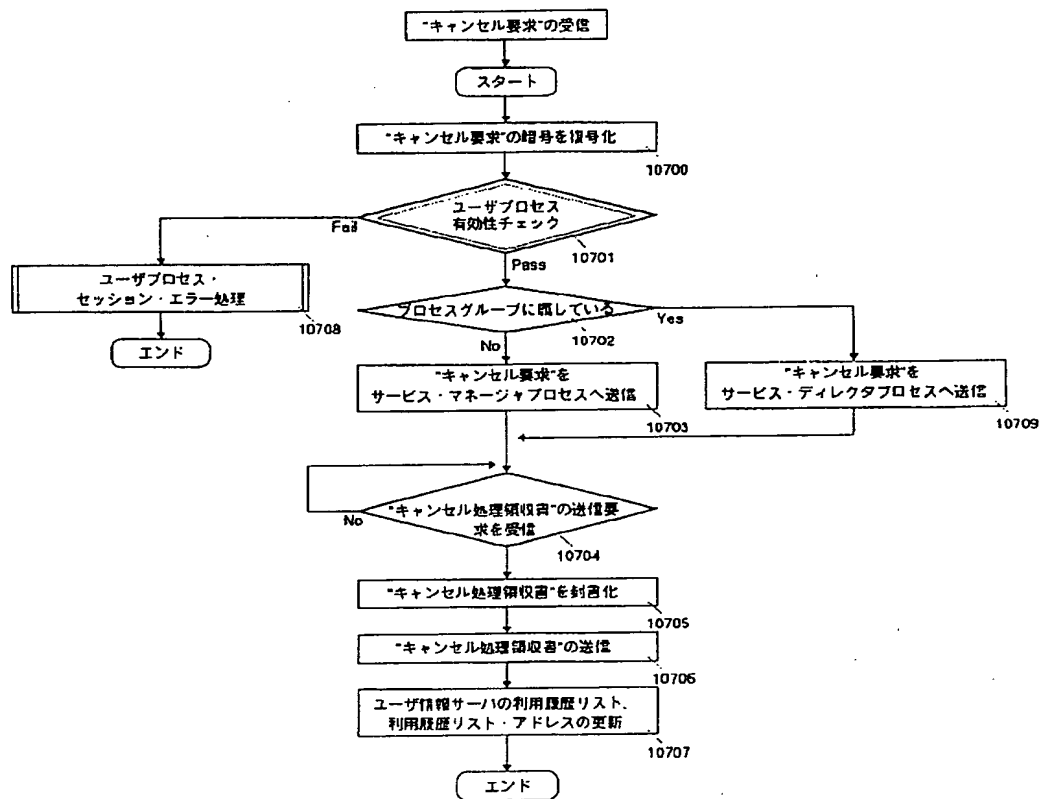 "キャンセル要求"の受信
スタート
"キャンセル要求"の暗号を復号化
10700
ユーザプロセス
有効性チェック
10701
Fail
Pass
ユーザプロセス・
セッション・エラー処理
10708
エンド
プロセスグループに属している
10702
Yes
No
"キャンセル要求"を
サービス・マネージャプロセスへ送信
10703
"キャンセル要求"を
サービス・ディレクタプロセスへ送信
10709
"キャンセル処理領収書"の送信要
求を受信
No
10704
"キャンセル処理領収書"を封書化
10705
"キャンセル処理領収書"の送信
10706
ユーザ情報サーバの利用履歴リスト、
利用履歴リスト・アドレスの更新
10707
エンド